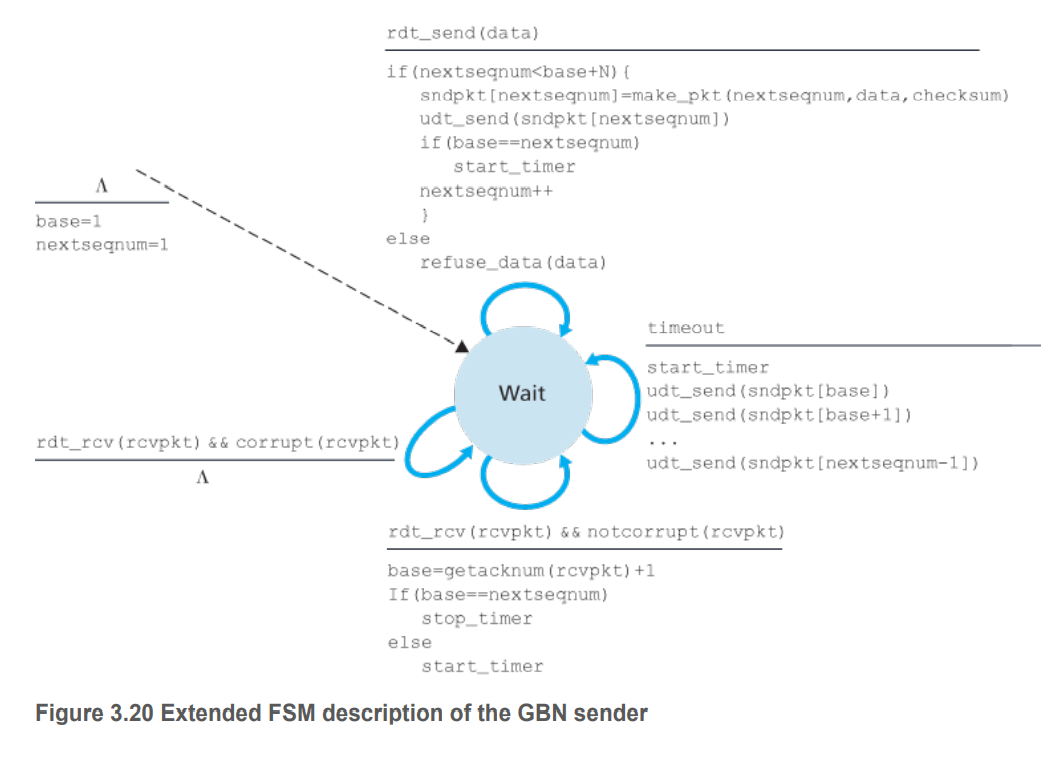 rdt_send(data)
if(nextseqnum<base+N){
sndpkt[nextseqnum]=make_pkt(nextseqnum,data,checksum)
udt_send(sndpkt[nextseqnum])
if(base==nextseqnum)
start_timer
nextseqnum++
}
else
refuse_data(data)
Λ
base=1
nextseqnum=1
Wait
timeout
start_timer
udt_send(sndpkt[base])
udt_send(sndpkt[base+1])
...
udt_send(sndpkt[nextseqnum-1])
rdt_rcv(rcvpkt) && corrupt(rcvpkt)
Λ
rdt_rcv(rcvpkt) && notcorrupt(rcvpkt)
base=getacknum(rcvpkt)+1
If(base==nextseqnum)
stop_timer
else
start_timer
Figure 3.20 Extended FSM description of the GBN sender